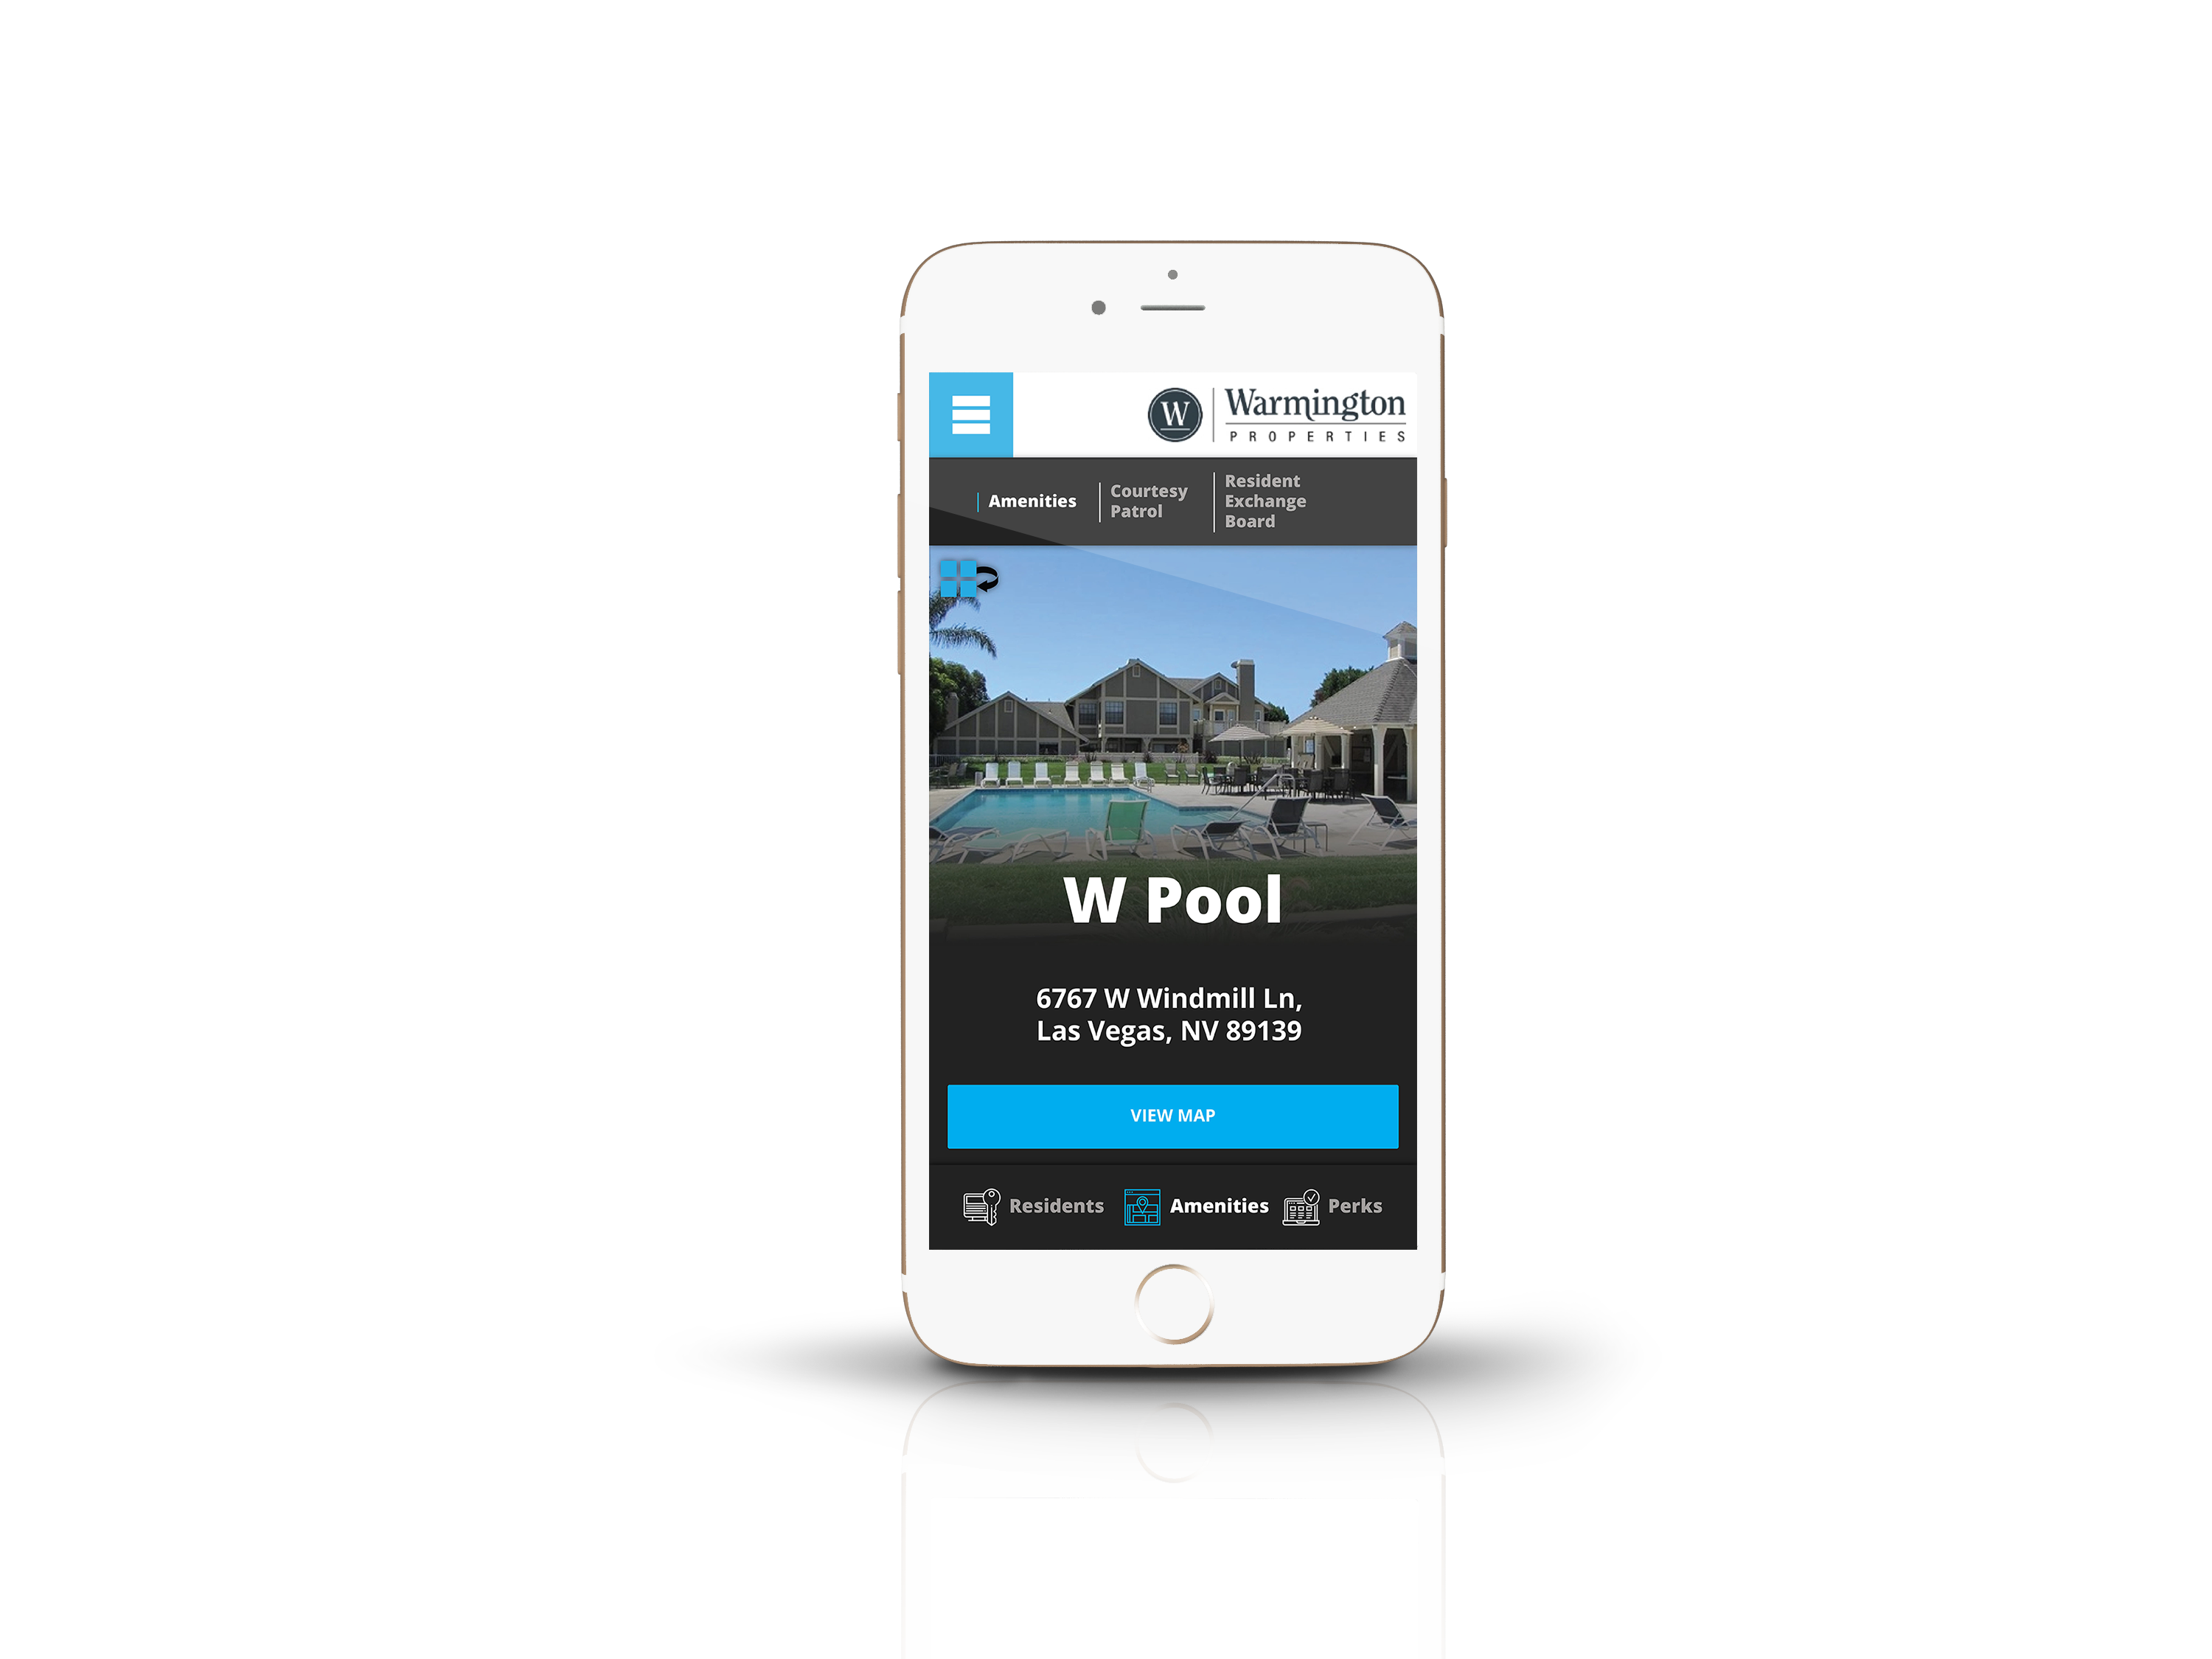 W
Warmington
PROPERTIES
Amenities
Courtesy
Patrol
Resident
Exchange
Board
W Pool
6767 W Windmill Ln,
Las Vegas, NV 89139
VIEW MAP
Residents
Amenities
Perks